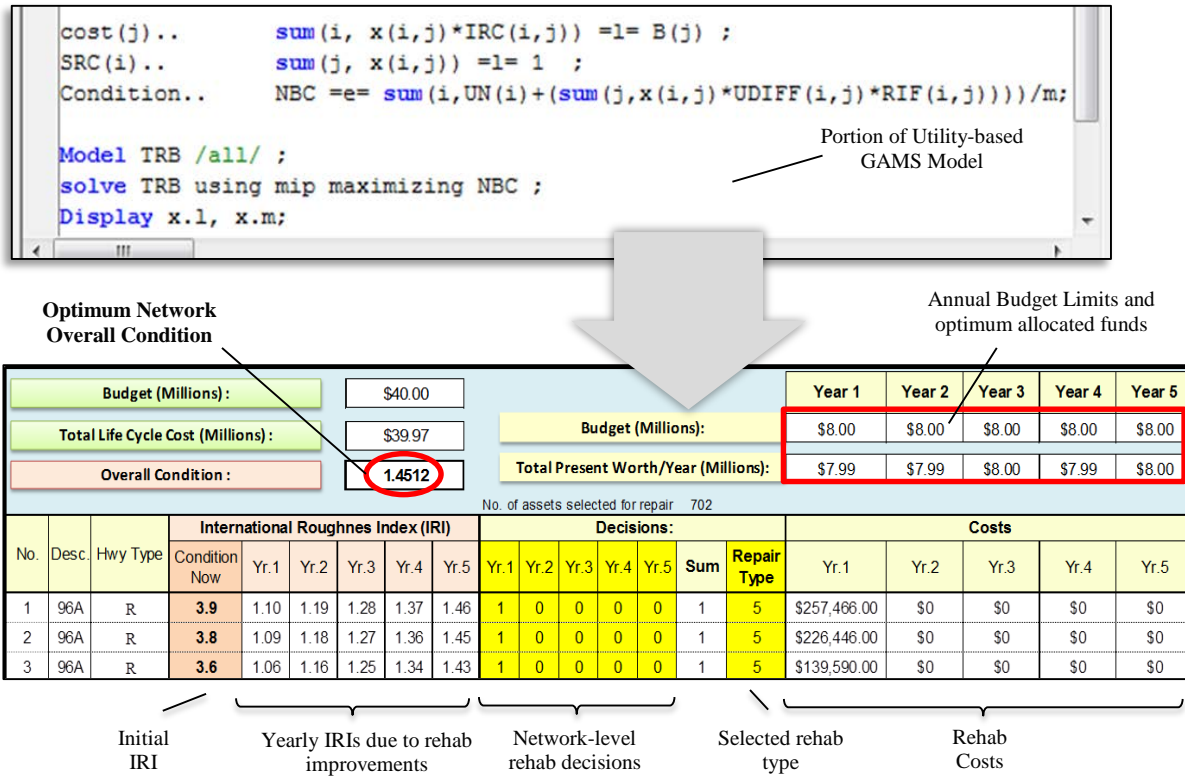 cost(j).. sum(i, x(i,j)*IRC(i,j)) =l= B(j) ;
SRC(i).. sum(j, x(i,j)) =l= 1 ;
Condition.. NBC =e= sum(i,UN(i)+(sum(j,x(i,j)*UDIFF(i,j)*RIF(i,j))))/m;
Model TRB /all/ ;
solve TRB using mip maximizing NBC ;
Display x.l, x.m;
Portion of Utility-based
GAMS Model
Optimum Network
Overall Condition
Annual Budget Limits and
optimum allocated funds
Budget (Millions) : $40.00
Total Life Cycle Cost (Millions) : $39.97
Overall Condition : 1.4512
Year 1 Year 2 Year 3 Year 4 Year 5
Budget (Millions): $8.00 $8.00 $8.00 $8.00 $8.00
Total Present Worth/Year (Millions): $7.99 $7.99 $8.00 $7.99 $8.00
No. of assets selected for repair 702
No. Desc. Hwy Type International Roughnes Index (IRI) Decisions: Costs
Condition Now Yr.1 Yr.2 Yr.3 Yr.4 Yr.5 Yr.1 Yr.2 Yr.3 Yr.4 Yr.5 Sum Repair Type Yr.1 Yr.2 Yr.3 Yr.4 Yr.5
1 96A R 3.9 1.10 1.19 1.28 1.37 1.46 1 0 0 0 0 1 5 $257,466.00 $0 $0 $0 $0
2 96A R 3.8 1.09 1.18 1.27 1.36 1.45 1 0 0 0 0 1 5 $226,446.00 $0 $0 $0 $0
3 96A R 3.6 1.06 1.16 1.25 1.34 1.43 1 0 0 0 0 1 5 $139,590.00 $0 $0 $0 $0
Initial
IRI
Yearly IRIs due to rehab
improvements
Network-level
rehab decisions
Selected rehab
type
Rehab
Costs